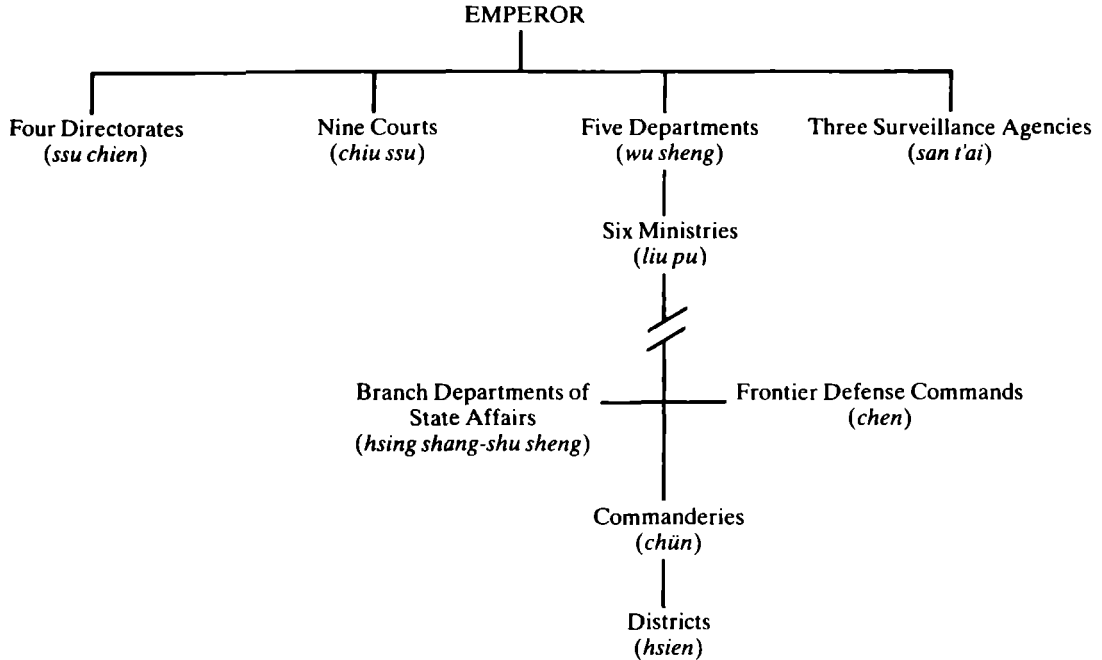 EMPEROR
Four Directorates
(ssu chien)
Nine Courts
(chiu ssu)
Five Departments
(wu sheng)
Three Surveillance Agencies
(san t'ai)
Six Ministries
(liu pu)
Branch Departments of
State Affairs
(hsing shang-shu sheng)
Frontier Defense Commands
(chen)
Commanderies
(chün)
Districts
(hsien)